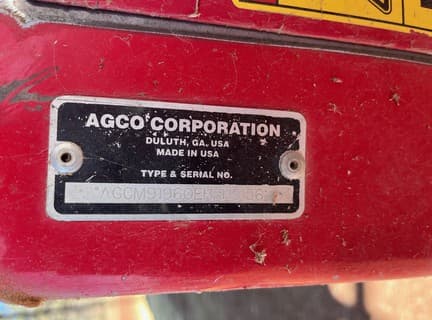 AGCO CORPORATION
DULUTH, GA. USA
MADE IN USA
TYPE & SERIAL NO.